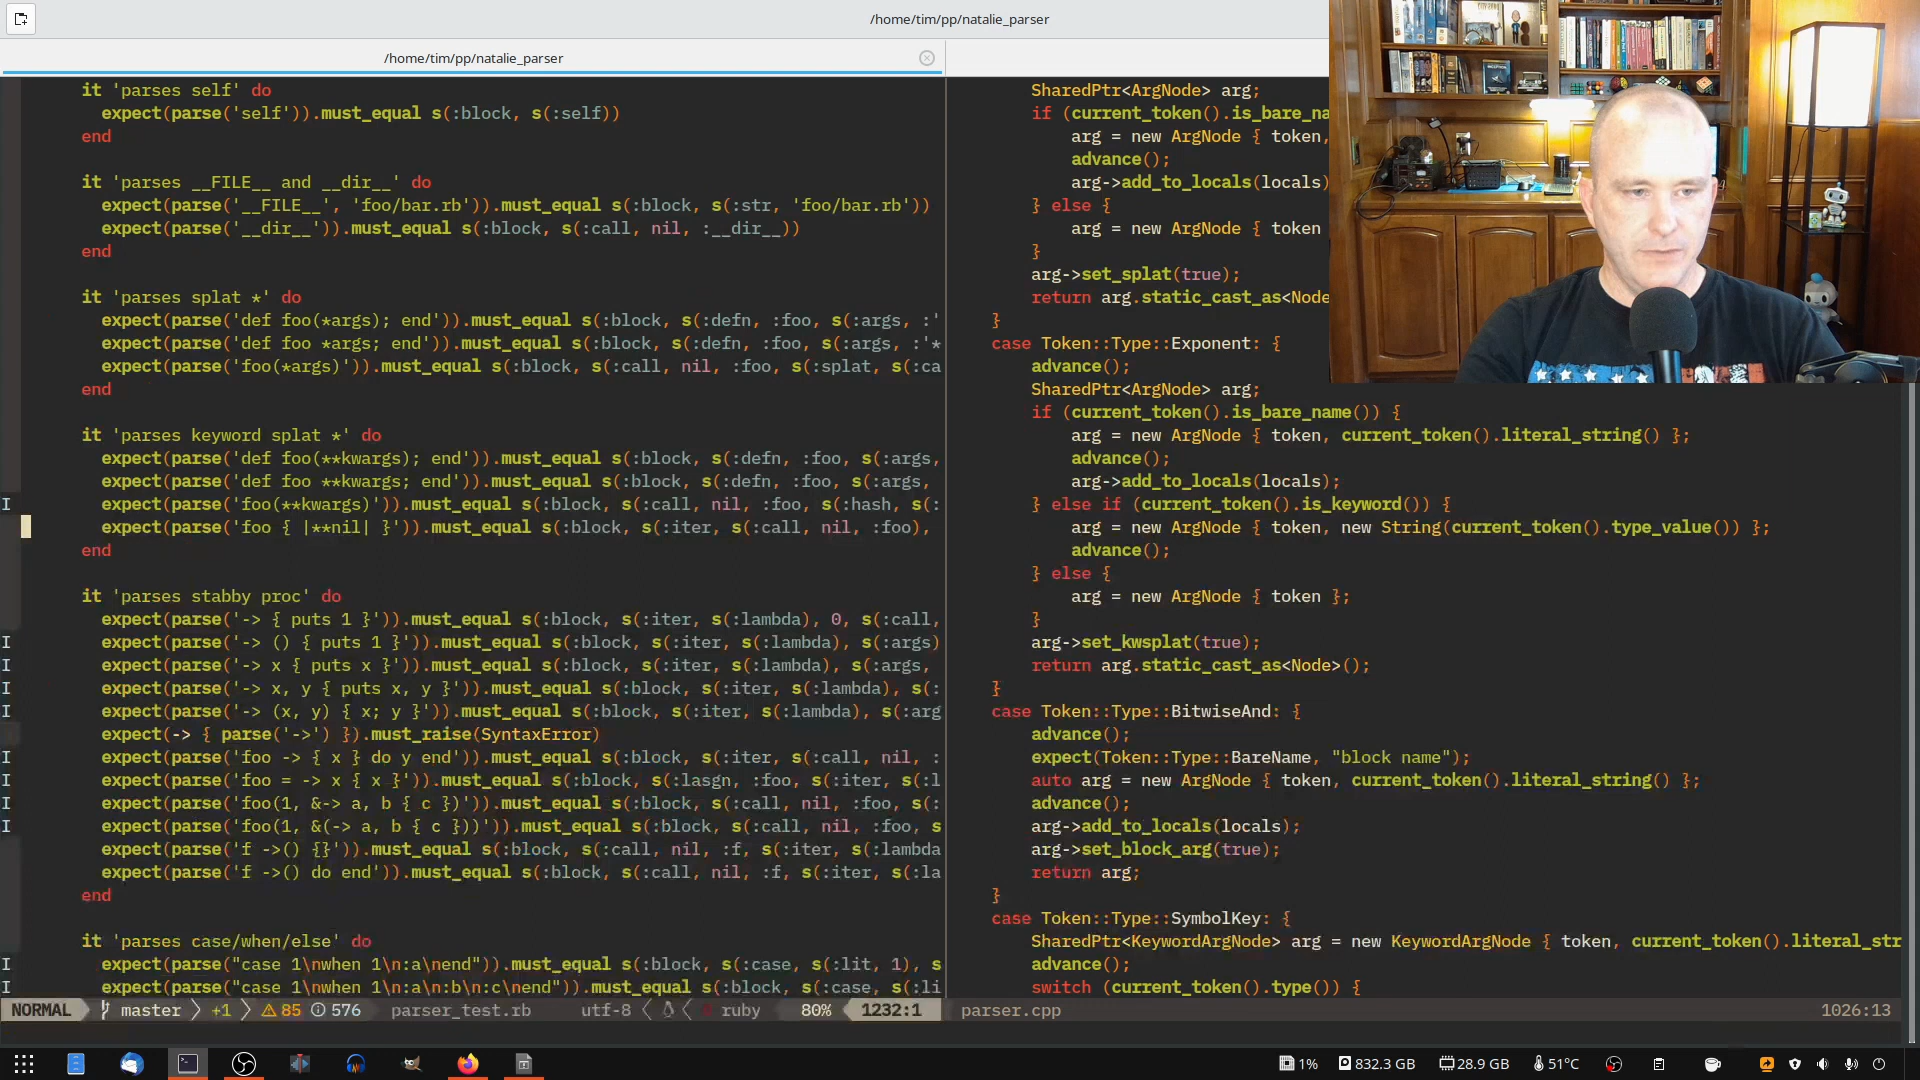 /home/tim/pp/natalie_parser
/home/tim/pp/natalie_parser
it 'parses self' do
expect(parse('self')).must_equal s(:block, s(:self))
end
it 'parses __FILE__ and __dir__' do
expect(parse('__FILE__', 'foo/bar.rb')).must_equal s(:block, s(:str, 'foo/bar.rb'))
expect(parse('__dir__')).must_equal s(:block, s(:call, nil, :__dir__))
end
it 'parses splat *' do
expect(parse('def foo(*args); end')).must_equal s(:block, s(:defn, :foo, s(:args, :'
expect(parse('def foo *args; end')).must_equal s(:block, s(:defn, :foo, s(:args, :'*
expect(parse('foo(*args)')).must_equal s(:block, s(:call, nil, :foo, s(:splat, s(:ca
end
it 'parses keyword splat *' do
expect(parse('def foo(**kwargs); end')).must_equal s(:block, s(:defn, :foo, s(:args,
expect(parse('def foo **kwargs; end')).must_equal s(:block, s(:defn, :foo, s(:args,
I expect(parse('foo(**kwargs)')).must_equal s(:block, s(:call, nil, :foo, s(:hash, s(:
expect(parse('foo { |**nil| }')).must_equal s(:block, s(:iter, s(:call, nil, :foo),
end
it 'parses stabby proc' do
expect(parse('-> { puts 1 }')).must_equal s(:block, s(:iter, s(:lambda), 0, s(:call,
I expect(parse('-> () { puts 1 }')).must_equal s(:block, s(:iter, s(:lambda), s(:args)
I expect(parse('-> x { puts x }')).must_equal s(:block, s(:iter, s(:lambda), s(:args,
I expect(parse('-> x, y { puts x, y }')).must_equal s(:block, s(:iter, s(:lambda), s(:
I expect(parse('-> (x, y) { x; y }')).must_equal s(:block, s(:iter, s(:lambda), s(:arg
expect(-> { parse('->') }).must_raise(SyntaxError)
I expect(parse('foo -> { x } do y end')).must_equal s(:block, s(:iter, s(:call, nil, :
I expect(parse('foo = -> x { x }')).must_equal s(:block, s(:lasgn, :foo, s(:iter, s(:l
I expect(parse('foo(1, &-> a, b { c })')).must_equal s(:block, s(:call, nil, :foo, s(:
I expect(parse('foo(1, &(-> a, b { c }))')).must_equal s(:block, s(:call, nil, :foo, s
expect(parse('f ->() {}')).must_equal s(:block, s(:call, nil, :f, s(:iter, s(:lambda
expect(parse('f ->() do end')).must_equal s(:block, s(:call, nil, :f, s(:iter, s(:la
end
it 'parses case/when/else' do
I expect(parse("case 1\nwhen 1\n:a\nend")).must_equal s(:block, s(:case, s(:lit, 1), s
I expect(parse("case 1\nwhen 1\n:a\n:b\n:c\nend")).must_equal s(:block, s(:case, s(:li
NORMAL master +1 85 576 parser_test.rb utf-8 ruby 80% 1232:1
SharedPtr<ArgNode> arg;
if (current_token().is_bare_na
arg = new ArgNode { token,
advance();
arg->add_to_locals(locals)
} else {
arg = new ArgNode { token
}
arg->set_splat(true);
return arg.static_cast_as<Node
}
case Token::Type::Exponent: {
advance();
SharedPtr<ArgNode> arg;
if (current_token().is_bare_name()) {
arg = new ArgNode { token, current_token().literal_string() };
advance();
arg->add_to_locals(locals);
} else if (current_token().is_keyword()) {
arg = new ArgNode { token, new String(current_token().type_value()) };
advance();
} else {
arg = new ArgNode { token };
}
arg->set_kwsplat(true);
return arg.static_cast_as<Node>();
}
case Token::Type::BitwiseAnd: {
advance();
expect(Token::Type::BareName, "block name");
auto arg = new ArgNode { token, current_token().literal_string() };
advance();
arg->add_to_locals(locals);
arg->set_block_arg(true);
return arg;
}
case Token::Type::SymbolKey: {
SharedPtr<KeywordArgNode> arg = new KeywordArgNode { token, current_token().literal_str
advance();
switch (current_token().type()) {
parser.cpp 1026:13
1% 832.3 GB 28.9 GB 51°C